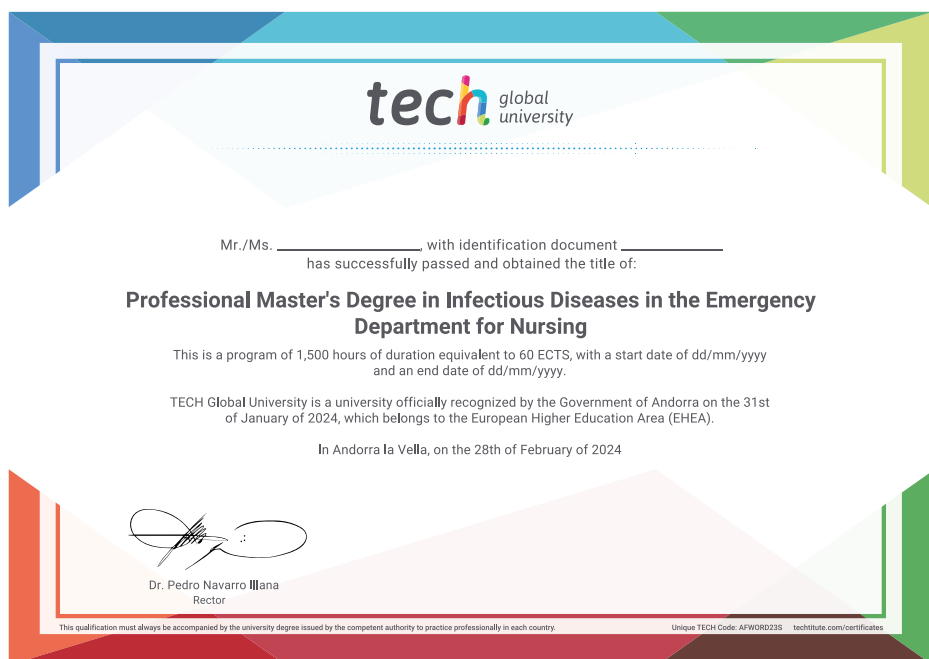 tech global
university
Mr./Ms. ____________, with identification document ____________
has successfully passed and obtained the title of:
Professional Master's Degree in Infectious Diseases in the Emergency
Department for Nursing
This is a program of 1,500 hours of duration equivalent to 60 ECTS, with a start date of dd/mm/yyyy
and an end date of dd/mm/yyyy.
TECH Global University is a university officially recognized by the Government of Andorra on the 31st
of January of 2024, which belongs to the European Higher Education Area (EHEA).
In Andorra la Vella, on the 28th of February of 2024
Dr. Pedro Navarro Illana
Rector
This qualification must always be accompanied by the university degree issued by the competent authority to practice professionally in each country.
Unique TECH Code: AFWORD23S techtitute.com/certificates